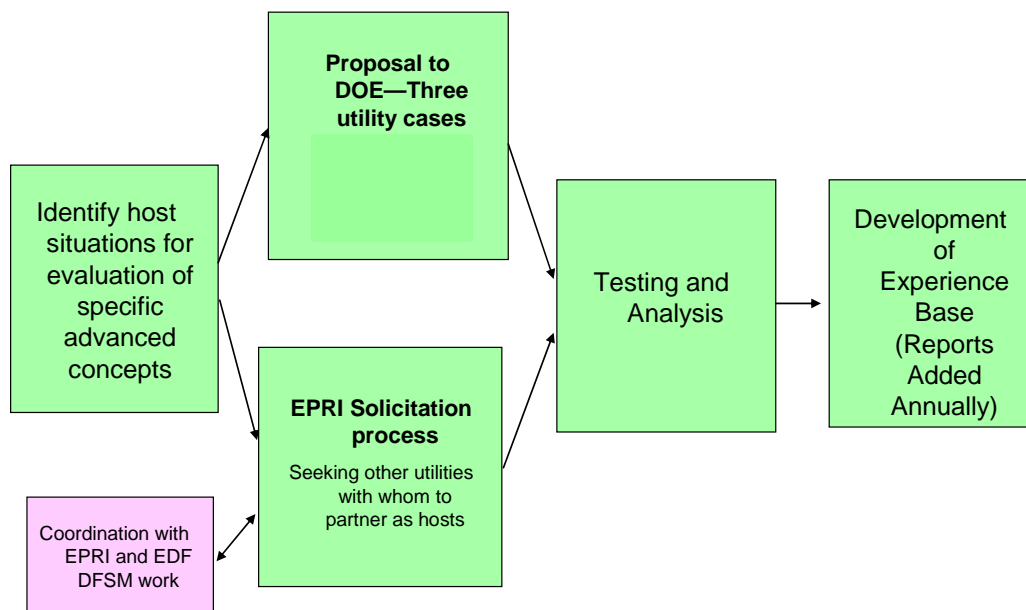 Identify host
situations for
evaluation of
specific
advanced
concepts
Proposal to
DOE—Three
utility cases
EPRI Solicitation
process
Seeking other utilities
with whom to
partner as hosts
Coordination with
EPRI and EDF
DFSM work
Testing and
Analysis
Development
of
Experience
Base
(Reports
Added
Annually)